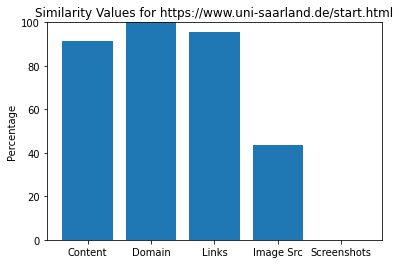 Similarity Values for https://www.uni-saarland.de/start.html
100
80
60
40
20
0
Percentage
Content Domain Links Image Src Screenshots